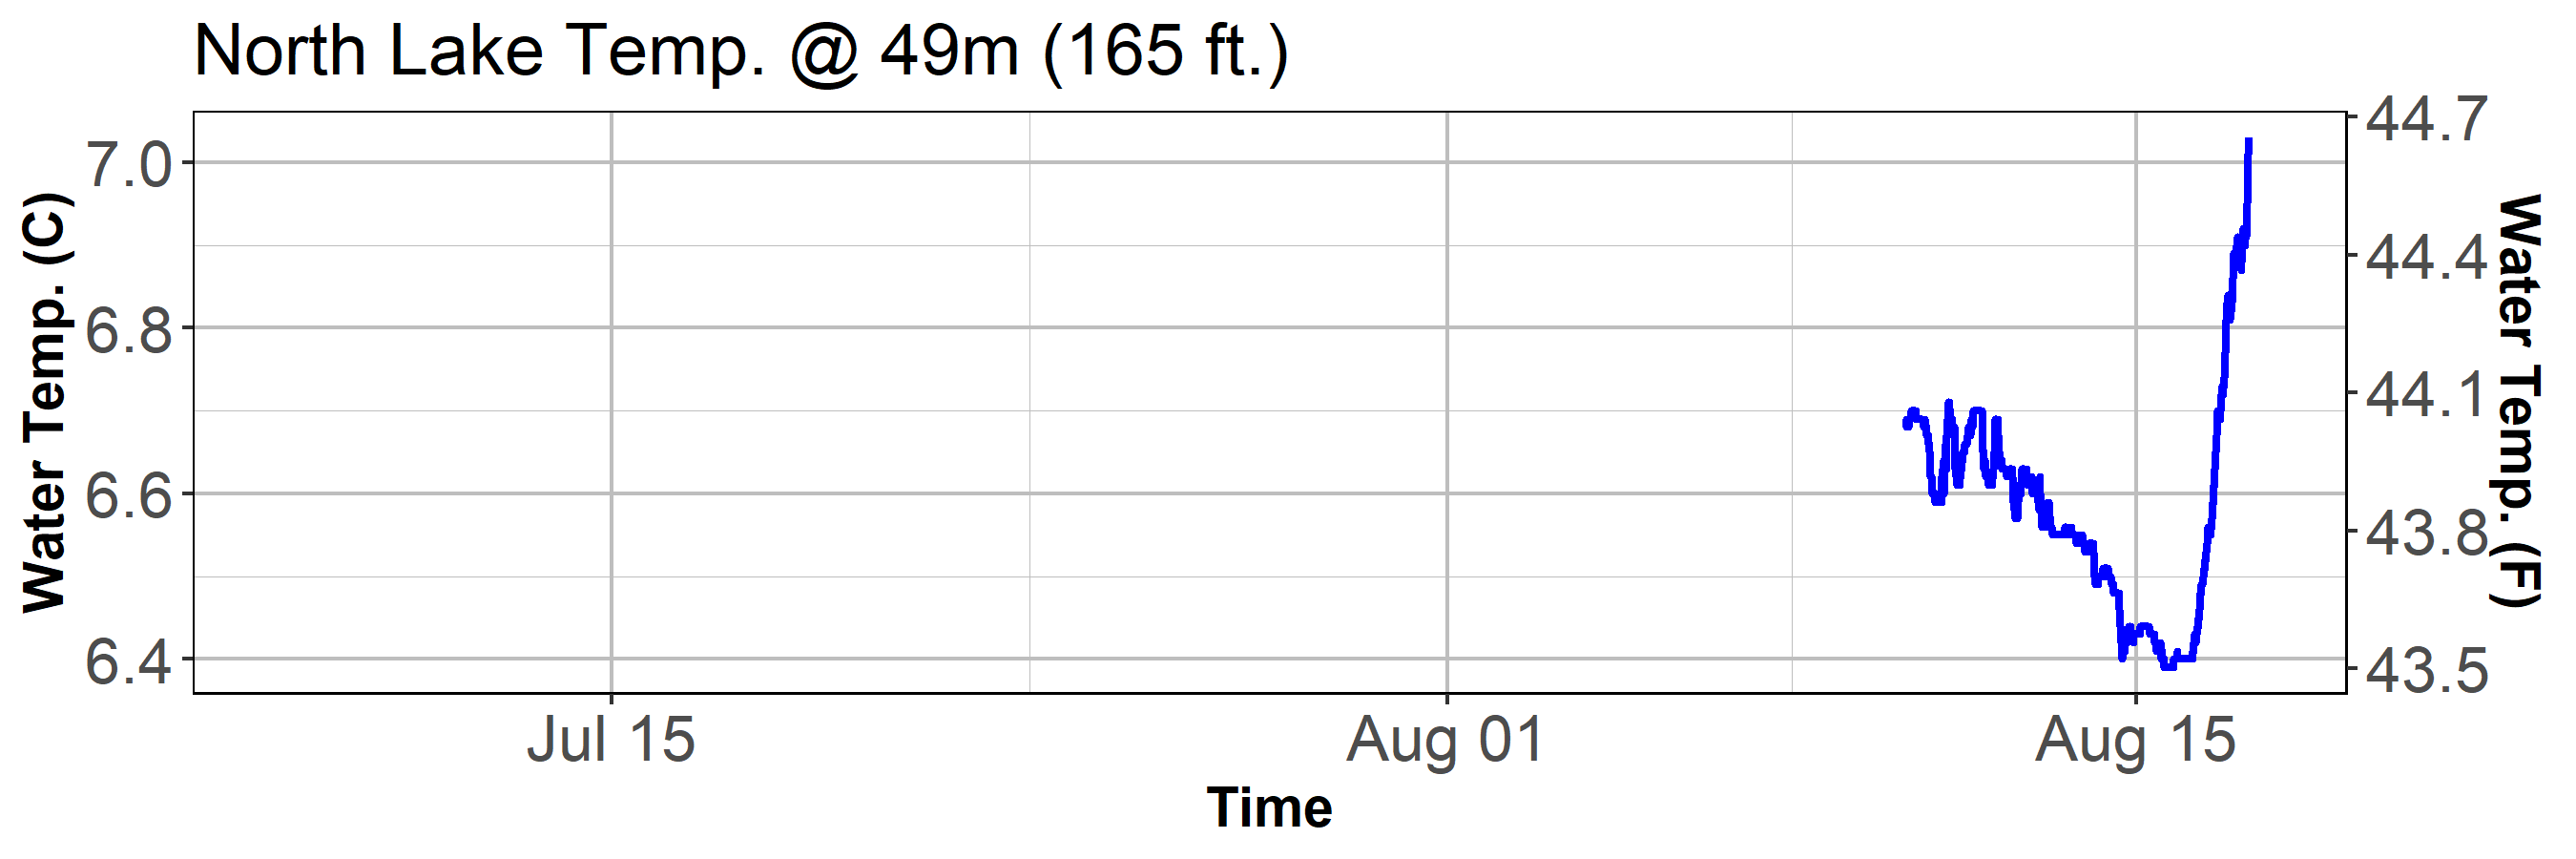 North Lake Temp. @ 49m (165 ft.)
Water Temp. (C)
7.0
6.8
6.6
6.4
44.7
44.4
44.1
43.8
43.5
Water Temp. (F)
Jul 15
Aug 01
Aug 15
Time